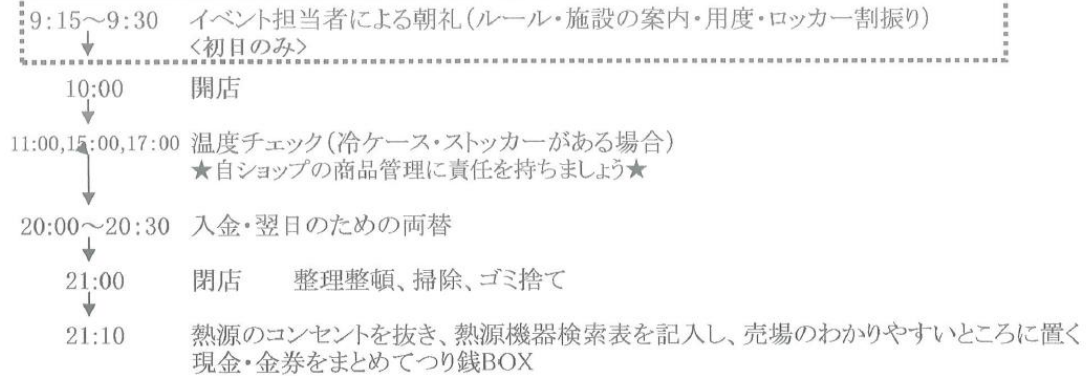 9:15～9:30 イベント担当者による朝礼(ルール・施設の案内・用度・ロッカー割振り)
<初日のみ>
10:00 開店
11:00,15:00,17:00 温度チェック(冷ケース・ストッカーがある場合)
★自ショップの商品管理に責任を持ちましょう★
20:00～20:30 入金・翌日のための両替
21:00 閉店 整理整頓、掃除、ゴミ捨て
21:10 熱源のコンセントを抜き、熱源機器検索表を記入し、売場のわかりやすいところに置く
現金・金券をまとめてつり銭BOX